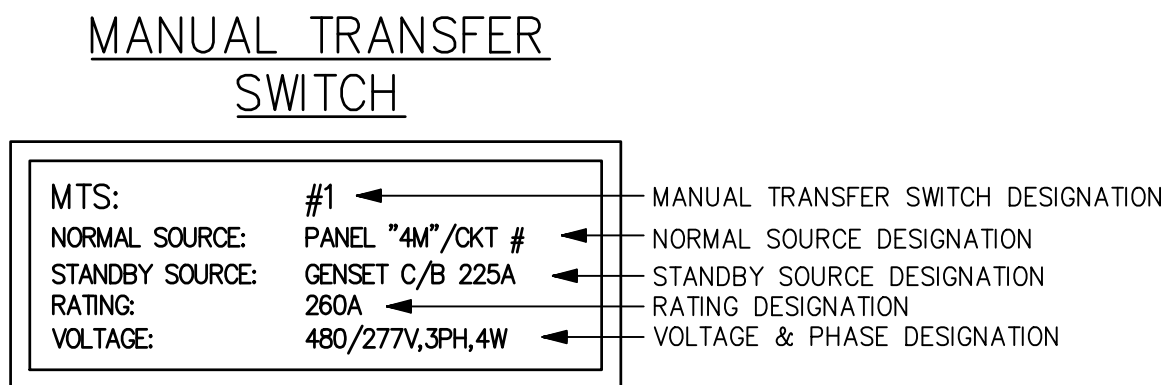 MANUAL TRANSFER
SWITCH
MTS: #1 MANUAL TRANSFER SWITCH DESIGNATION
NORMAL SOURCE: PANEL "4M"/CKT # NORMAL SOURCE DESIGNATION
STANDBY SOURCE: GENSET C/B 225A STANDBY SOURCE DESIGNATION
RATING: 260A RATING DESIGNATION
VOLTAGE: 480/277V,3PH,4W VOLTAGE & PHASE DESIGNATION